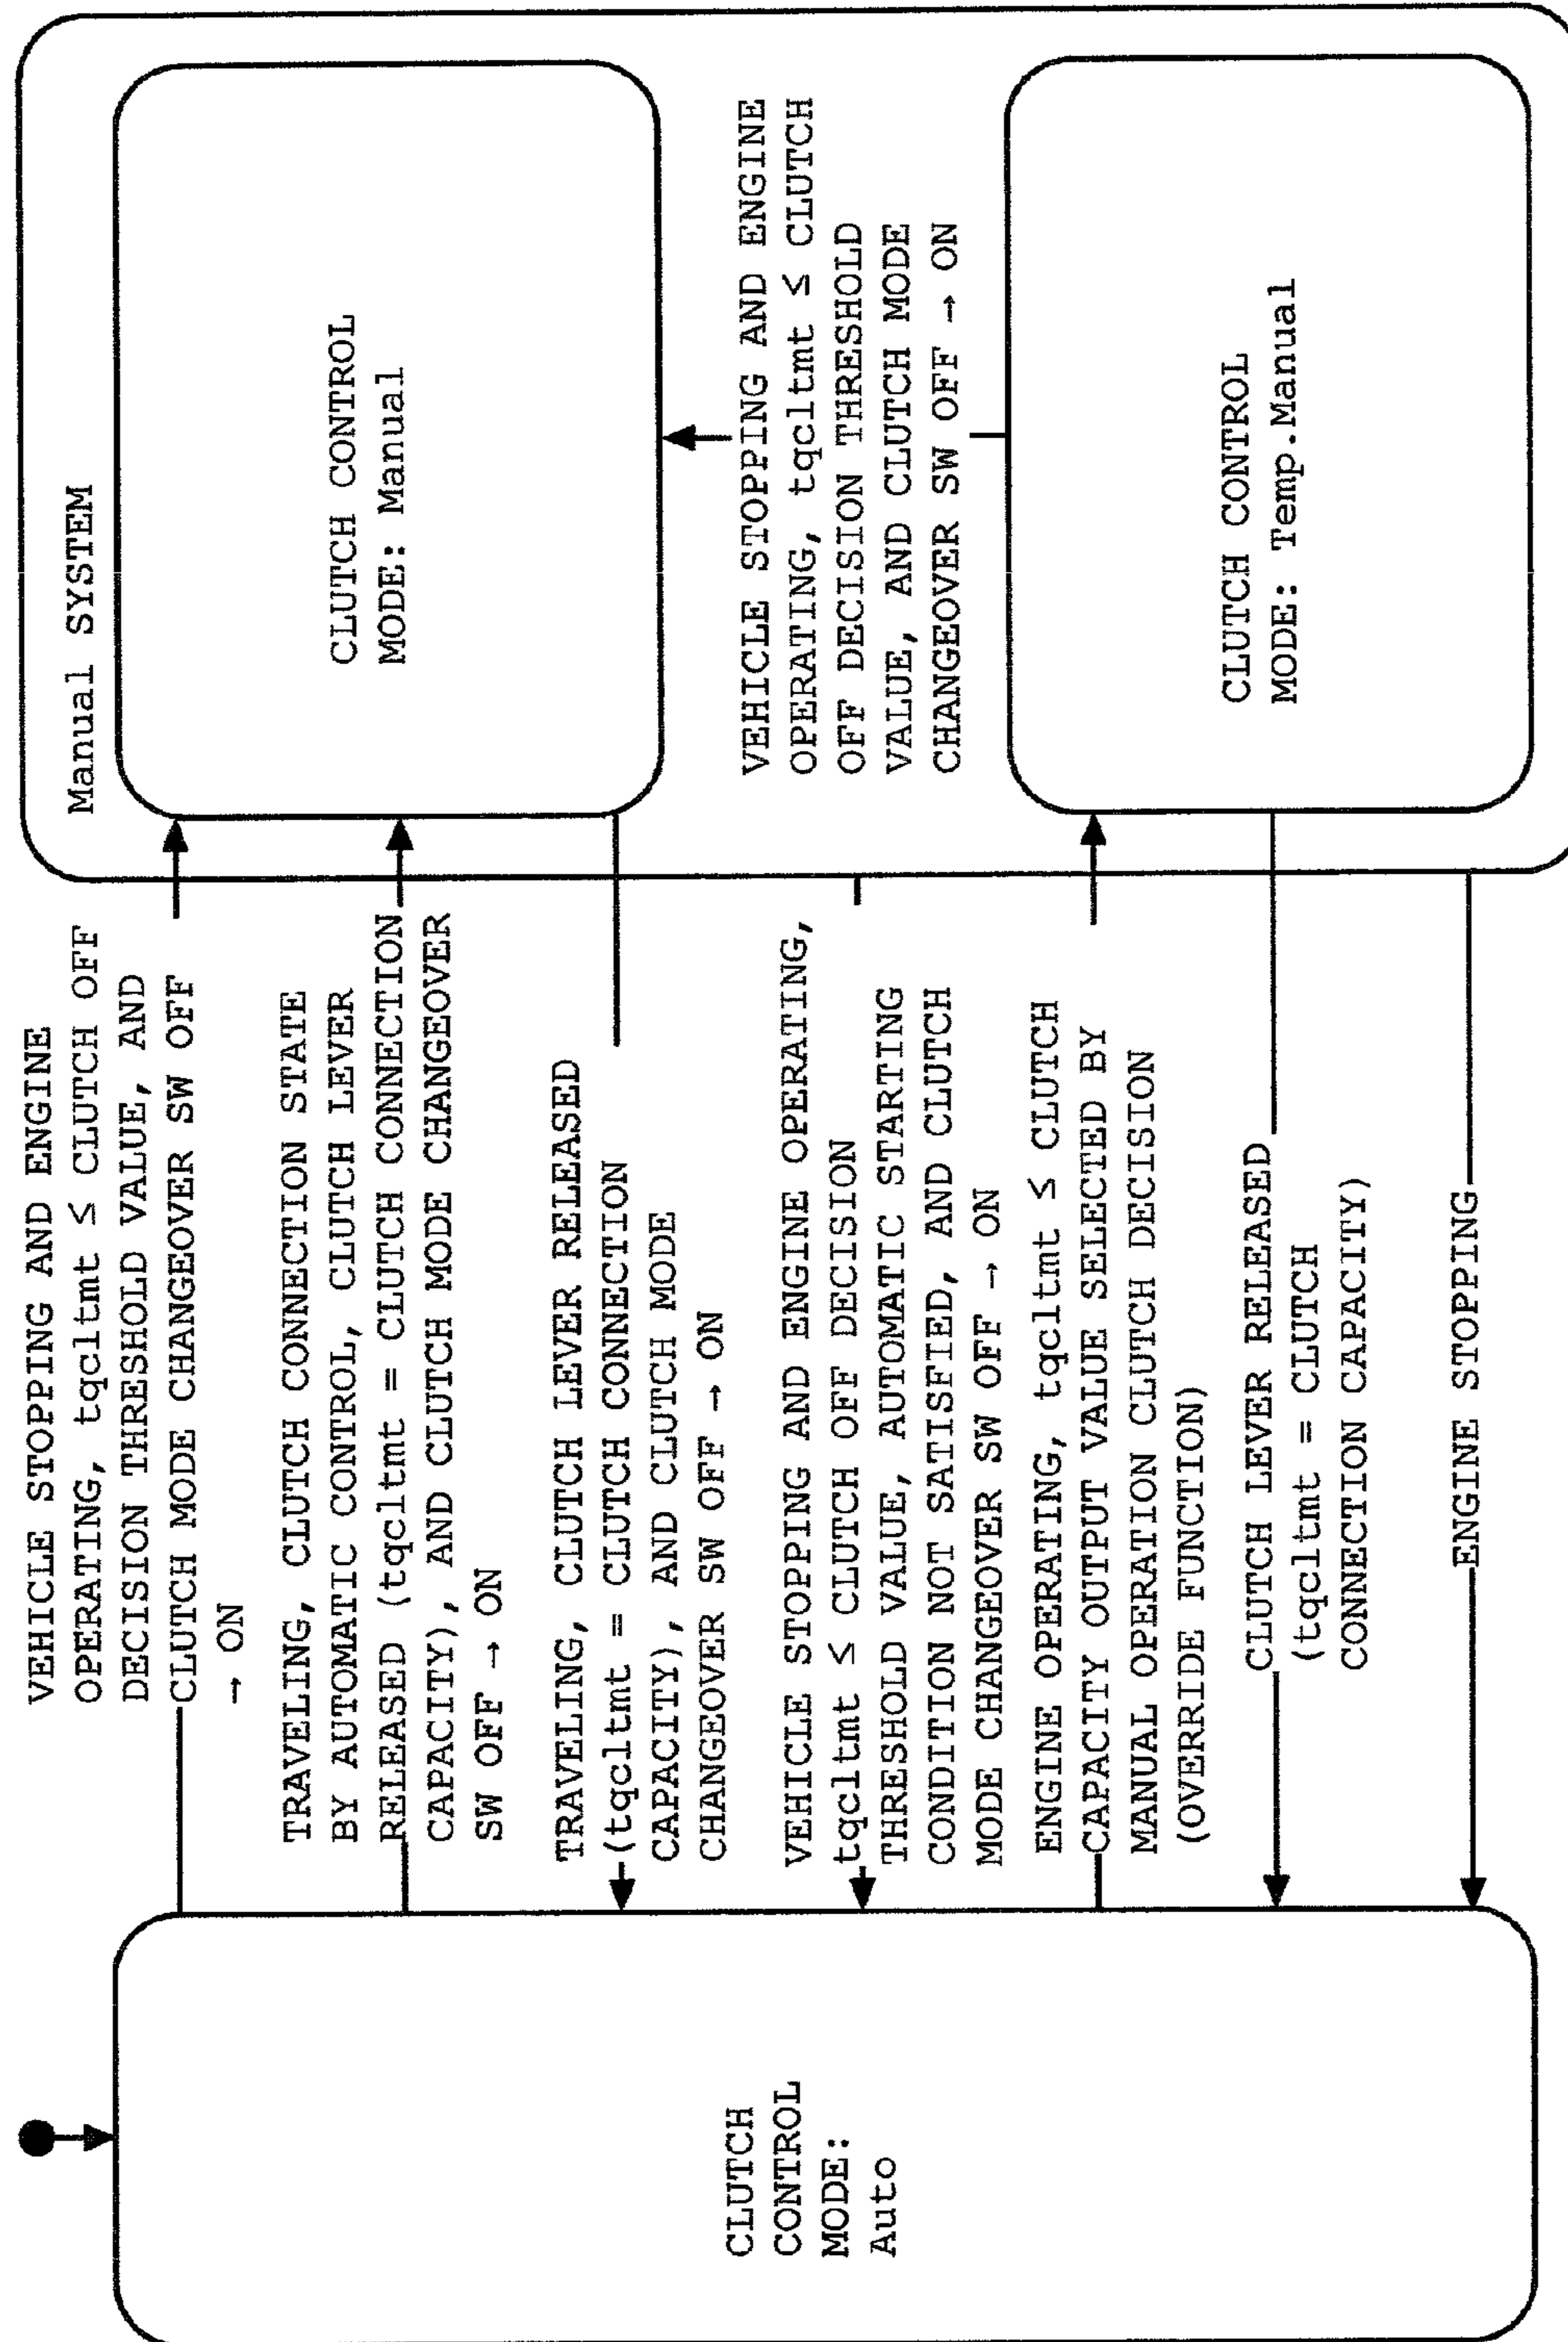 Manual SYSTEM
CLUTCH CONTROL
MODE: Manual
VEHICLE STOPPING AND ENGINE
OPERATING, tqcltmt ≤ CLUTCH
OFF DECISION THRESHOLD
VALUE, AND CLUTCH MODE
CHANGEOVER SW OFF → ON
CLUTCH CONTROL
MODE: Temp.Manual
VEHICLE STOPPING AND ENGINE
OPERATING, tqcltmt ≤ CLUTCH OFF
DECISION THRESHOLD VALUE, AND
CLUTCH MODE CHANGEOVER SW OFF
→ ON
TRAVELING, CLUTCH CONNECTION STATE
BY AUTOMATIC CONTROL, CLUTCH LEVER
RELEASED (tqcltmt = CLUTCH CONNECTION
CAPACITY), AND CLUTCH MODE CHANGEOVER
SW OFF → ON
TRAVELING, CLUTCH LEVER RELEASED
(tqcltmt = CLUTCH CONNECTION
CAPACITY), AND CLUTCH MODE
CHANGEOVER SW OFF → ON
VEHICLE STOPPING AND ENGINE OPERATING,
tqcltmt ≤ CLUTCH OFF DECISION
THRESHOLD VALUE, AUTOMATIC STARTING
CONDITION NOT SATISFIED, AND CLUTCH
MODE CHANGEOVER SW OFF → ON
ENGINE OPERATING, tqcltmt ≤ CLUTCH
CAPACITY OUTPUT VALUE SELECTED BY
MANUAL OPERATION CLUTCH DECISION
(OVERRIDE FUNCTION)
CLUTCH LEVER RELEASED
(tqcltmt = CLUTCH
CONNECTION CAPACITY)
ENGINE STOPPING
CLUTCH
CONTROL
MODE:
Auto